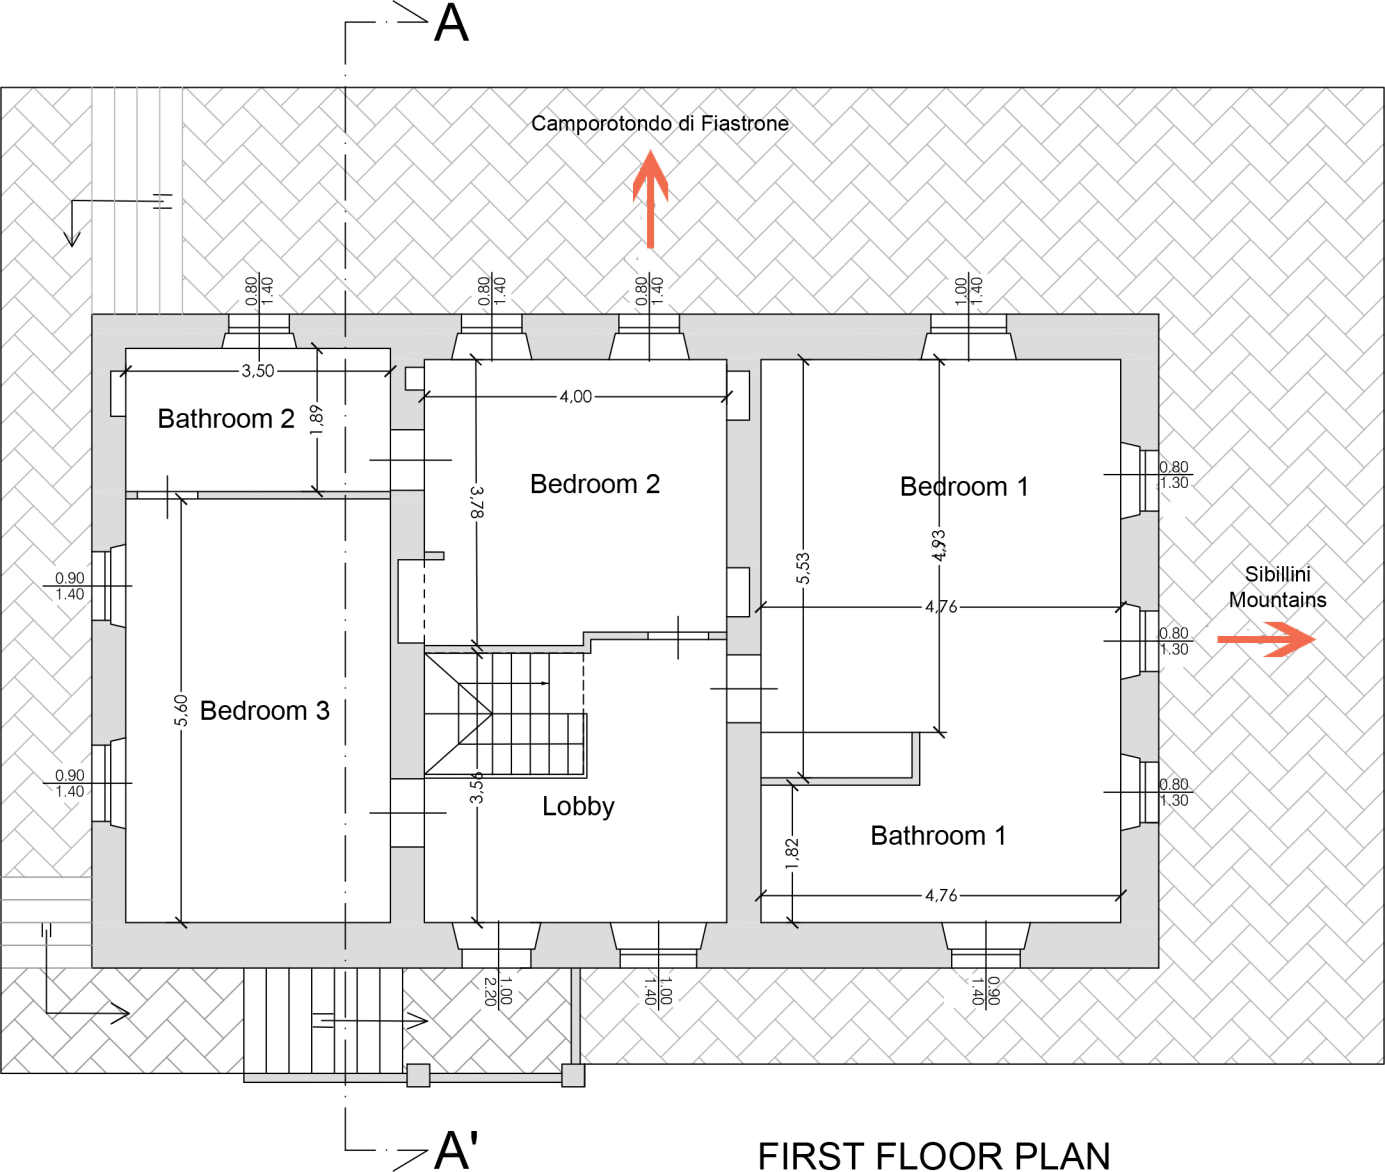 A
Camporotondo di Fiastrone
0.80
1.40
0.80
1.40
0.80
1.40
1.00
1.40
3,50
Bathroom 2
1,89
4,00
Bedroom 2
3,78
Bedroom 1
4,93
5,53
4,76
0.80
1.30
0.80
1.30
0.80
1.30
Sibillini
Mountains
0.90
1.40
0.90
1.40
5,60
Bedroom 3
3,56
Lobby
Bathroom 1
1,82
4,76
1.00
2.20
1.00
1.40
0.90
1.40
A'
FIRST FLOOR PLAN